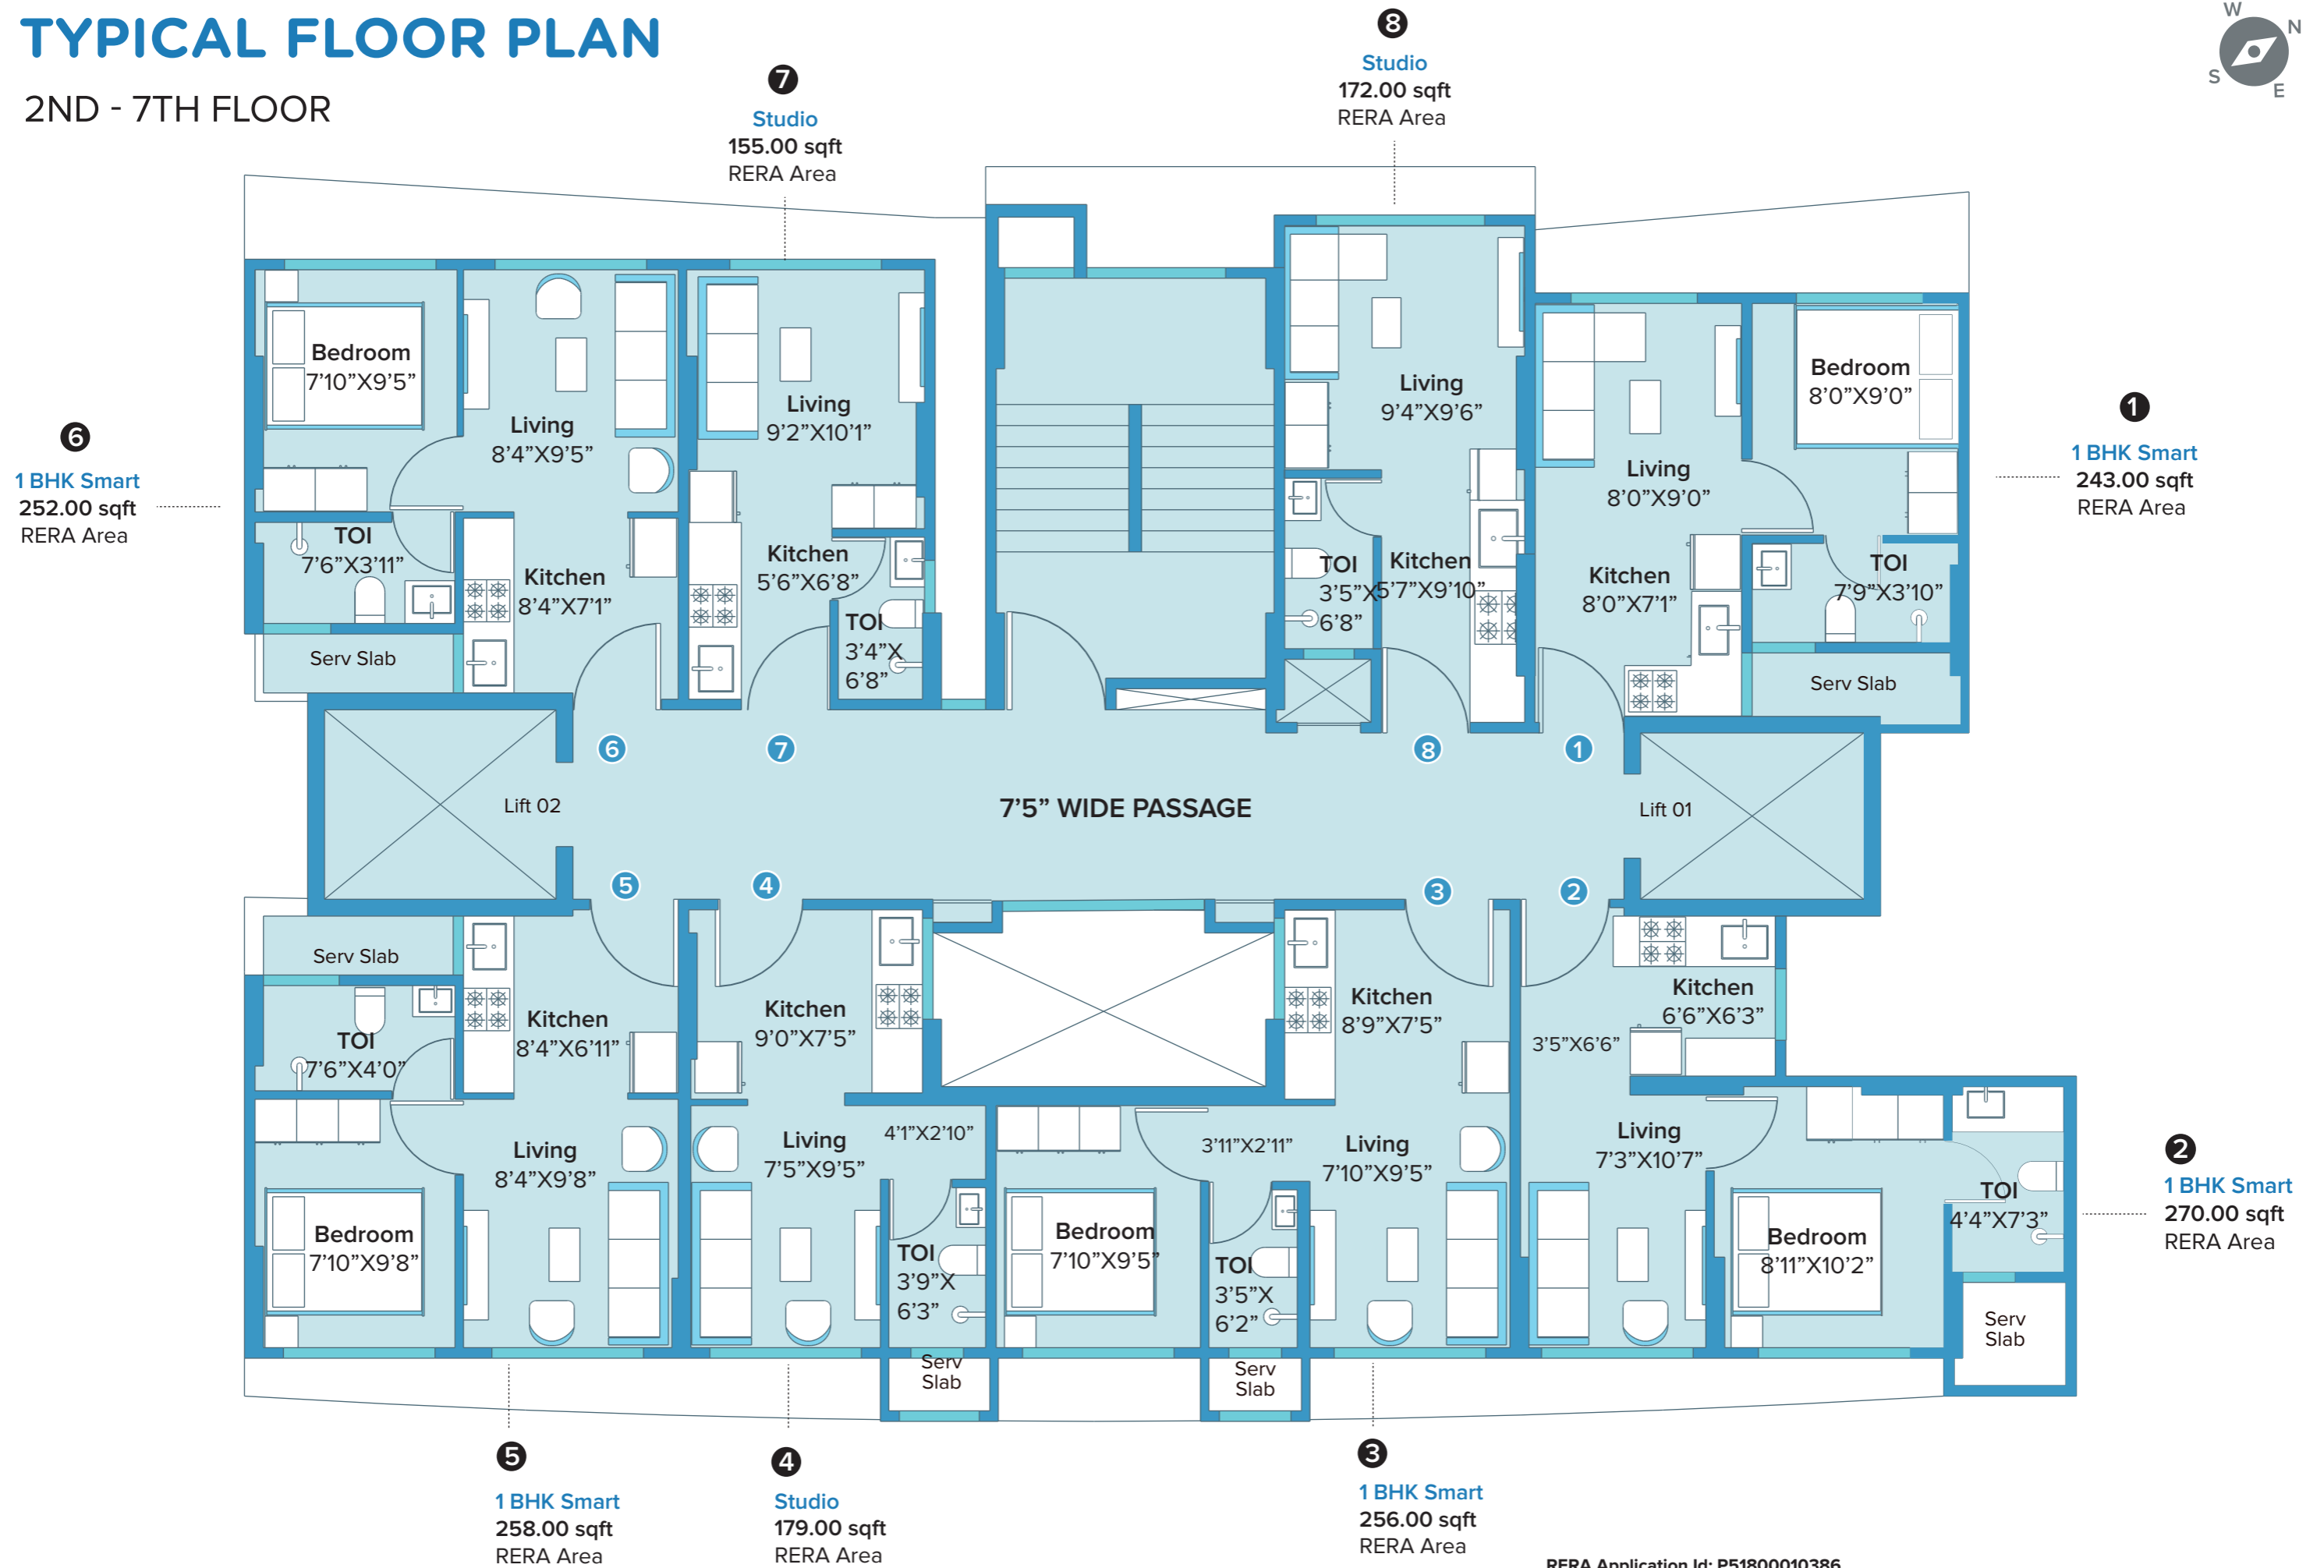 TYPICAL FLOOR PLAN
2ND - 7TH FLOOR
W
N
S
E
7
Studio
155.00 sqft
RERA Area
8
Studio
172.00 sqft
RERA Area
6
1 BHK Smart
252.00 sqft
RERA Area
1
1 BHK Smart
243.00 sqft
RERA Area
Bedroom
7'10"X9'5"
Living
8'4"X9'5"
TOI
7'6"X3'11"
Kitchen
8'4"X7'1"
Serv Slab
Living
9'2"X10'1"
Kitchen
5'6"X6'8"
TOI
3'4"X
6'8"
Living
9'4"X9'6"
TOI
3'5"X
6'8"
Kitchen
5'7"X9'10"
Living
8'0"X9'0"
Kitchen
8'0"X7'1"
Bedroom
8'0"X9'0"
TOI
7'9"X3'10"
Serv Slab
6
7
8
1
Lift 02
7'5" WIDE PASSAGE
Lift 01
5
4
3
2
Serv Slab
TOI
7'6"X4'0"
Kitchen
8'4"X6'11"
Living
8'4"X9'8"
Bedroom
7'10"X9'8"
Kitchen
9'0"X7'5"
Living
7'5"X9'5"
4'1"X2'10"
TOI
3'9"X
6'3"
Serv
Slab
Bedroom
7'10"X9'5"
3'11"X2'11"
TOI
3'5"X
6'2"
Serv
Slab
Kitchen
8'9"X7'5"
Living
7'10"X9'5"
Kitchen
6'6"X6'3"
3'5"X6'6"
Living
7'3"X10'7"
Bedroom
8'11"X10'2"
TOI
4'4"X7'3"
Serv
Slab
2
1 BHK Smart
270.00 sqft
RERA Area
5
1 BHK Smart
258.00 sqft
RERA Area
4
Studio
179.00 sqft
RERA Area
3
1 BHK Smart
256.00 sqft
RERA Area
RERA Application Id: P51800010386